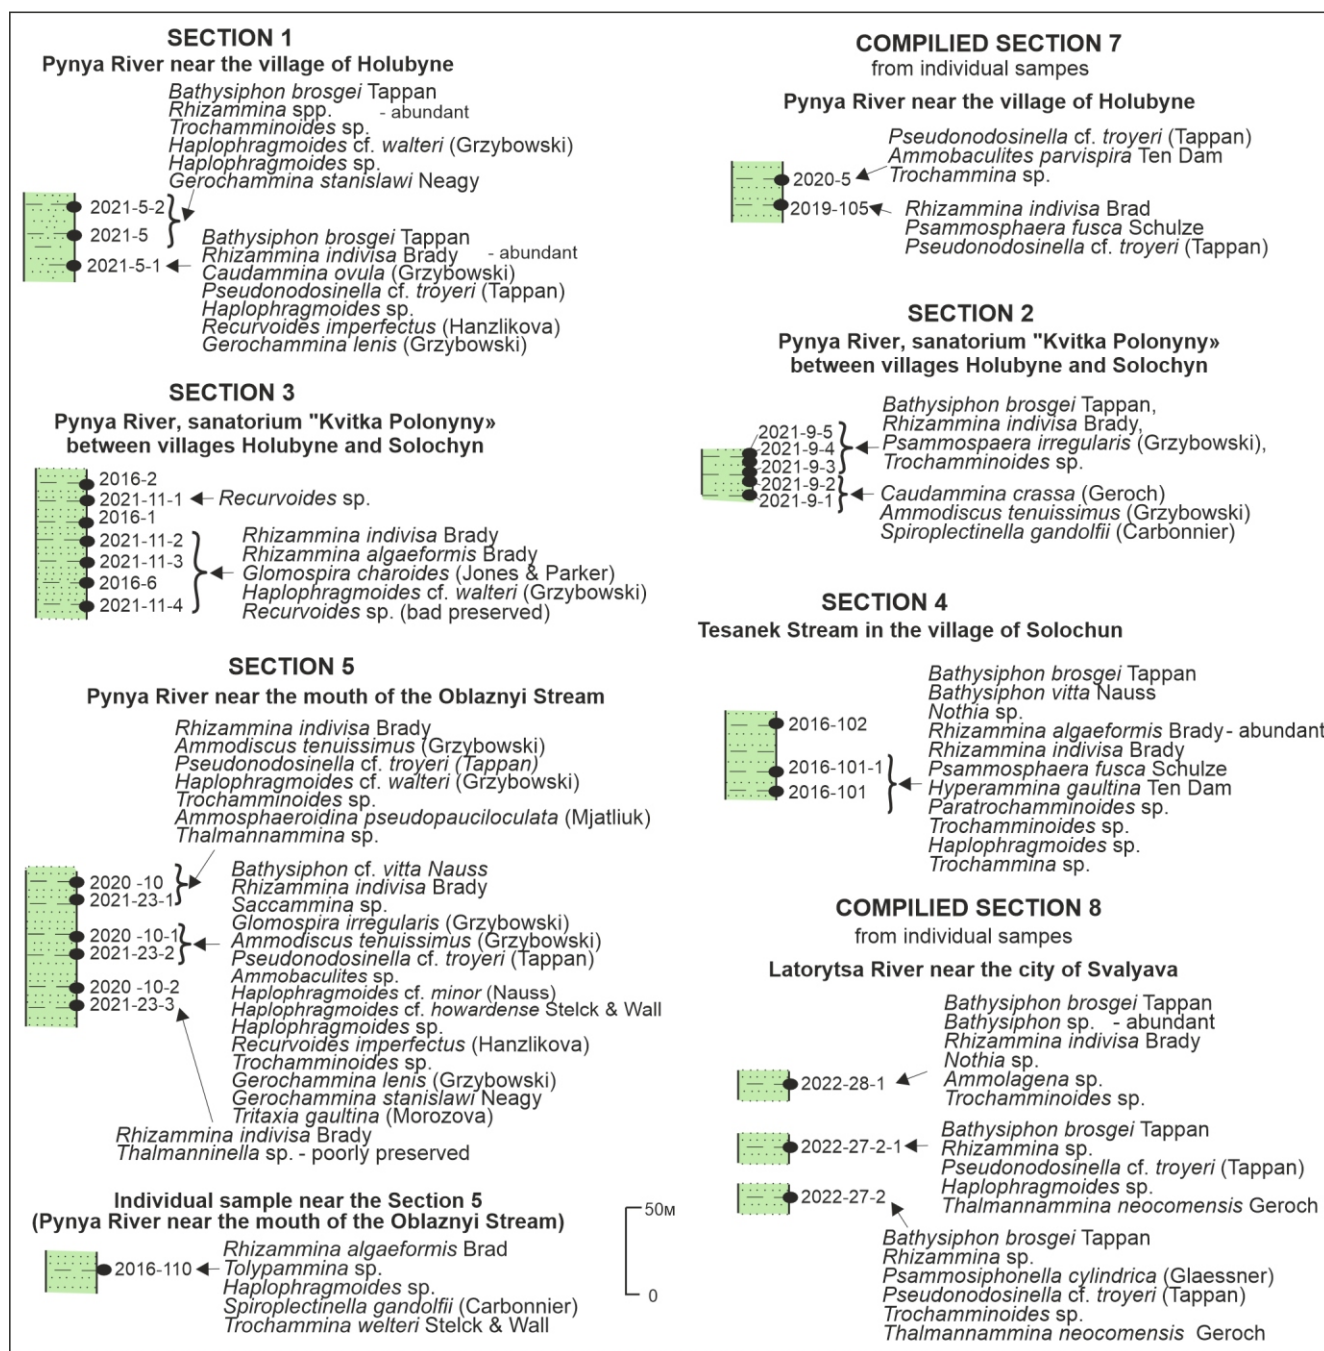 SECTION 1
Pynya River near the village of Holubyne
Bathysiphon brosgei Tappan
Rhizammina spp. - abundant
Trochamminoides sp.
Haplophragmoides cf. walteri (Grzybowski)
Haplophragmoides sp.
Gerochammina stanislawi Neagy
2021-5-2
2021-5
2021-5-1
Bathysiphon brosgei Tappan
Rhizammina indivisa Brady - abundant
Caudammina ovula (Grzybowski)
Pseudonodosinella cf. troyeri (Tappan)
Haplophragmoides sp.
Recurvoides imperfectus (Hanzlikova)
Gerochammina lenis (Grzybowski)
SECTION 3
Pynya River, sanatorium "Kvitka Polonyny»
between villages Holubyne and Solochyn
2016-2
2021-11-1
2016-1
2021-11-2
2021-11-3
2016-6
2021-11-4
Recurvoides sp.
Rhizammina indivisa Brady
Rhizammina algaeformis Brady
Glomospira charoides (Jones & Parker)
Haplophragmoides cf. walteri (Grzybowski)
Recurvoides sp. (bad preserved)
SECTION 5
Pynya River near the mouth of the Oblaznyi Stream
Rhizammina indivisa Brady
Ammodiscus tenuissimus (Grzybowski)
Pseudonodosinella cf. troyeri (Tappan)
Haplophragmoides cf. walteri (Grzybowski)
Trochamminoides sp.
Ammosphaeroidina pseudopauciloculata (Mjatliuk)
Thalmannammina sp.
2020 -10
2021-23-1
2020 -10-1
2021-23-2
2020 -10-2
2021-23-3
Bathysiphon cf. vitta Nauss
Rhizammina indivisa Brady
Saccammina sp.
Glomospira irregularis (Grzybowski)
Ammodiscus tenuissimus (Grzybowski)
Pseudonodosinella cf. troyeri (Tappan)
Ammobaculites sp.
Haplophragmoides cf. minor (Nauss)
Haplophragmoides cf. howardense Stelck & Wall
Haplophragmoides sp.
Recurvoides imperfectus (Hanzlikova)
Trochamminoides sp.
Gerochammina lenis (Grzybowski)
Gerochammina stanislawi Neagy
Tritaxia gaultina (Morozova)
Rhizammina indivisa Brady
Thalmanninella sp. - poorly preserved
Individual sample near the Section 5
(Pynya River near the mouth of the Oblaznyi Stream)
2016-110
Rhizammina algaeformis Brad
Tolypammina sp.
Haplophragmoides sp.
Spiroplectinella gandolfii (Carbonnier)
Trochammina welteri Stelck & Wall
50м
0
COMPILIED SECTION 7
from individual sampes
Pynya River near the village of Holubyne
Pseudonodosinella cf. troyeri (Tappan)
Ammobaculites parvispira Ten Dam
Trochammina sp.
2020-5
2019-105
Rhizammina indivisa Brad
Psammosphaera fusca Schulze
Pseudonodosinella cf. troyeri (Tappan)
SECTION 2
Pynya River, sanatorium "Kvitka Polonyny»
between villages Holubyne and Solochyn
2021-9-5
2021-9-4
2021-9-3
2021-9-2
2021-9-1
Bathysiphon brosgei Tappan,
Rhizammina indivisa Brady,
Psammospaera irregularis (Grzybowski),
Trochamminoides sp.
Caudammina crassa (Geroch)
Ammodiscus tenuissimus (Grzybowski)
Spiroplectinella gandolfii (Carbonnier)
SECTION 4
Tesanek Stream in the village of Solochun
2016-102
2016-101-1
2016-101
Bathysiphon brosgei Tappan
Bathysiphon vitta Nauss
Nothia sp.
Rhizammina algaeformis Brady - abundant
Rhizammina indivisa Brady
Psammosphaera fusca Schulze
Hyperammina gaultina Ten Dam
Paratrochamminoides sp.
Trochamminoides sp.
Haplophragmoides sp.
Trochammina sp.
COMPILIED SECTION 8
from individual sampes
Latorytsa River near the city of Svalyava
Bathysiphon brosgei Tappan
Bathysiphon sp. - abundant
Rhizammina indivisa Brady
Nothia sp.
Ammolagena sp.
Trochamminoides sp.
2022-28-1
2022-27-2-1
2022-27-2
Bathysiphon brosgei Tappan
Rhizammina sp.
Pseudonodosinella cf. troyeri (Tappan)
Haplophragmoides sp.
Thalmannammina neocomensis Geroch
Bathysiphon brosgei Tappan
Rhizammina sp.
Psammosiphonella cylindrica (Glaessner)
Pseudonodosinella cf. troyeri (Tappan)
Trochamminoides sp.
Thalmannammina neocomensis Geroch